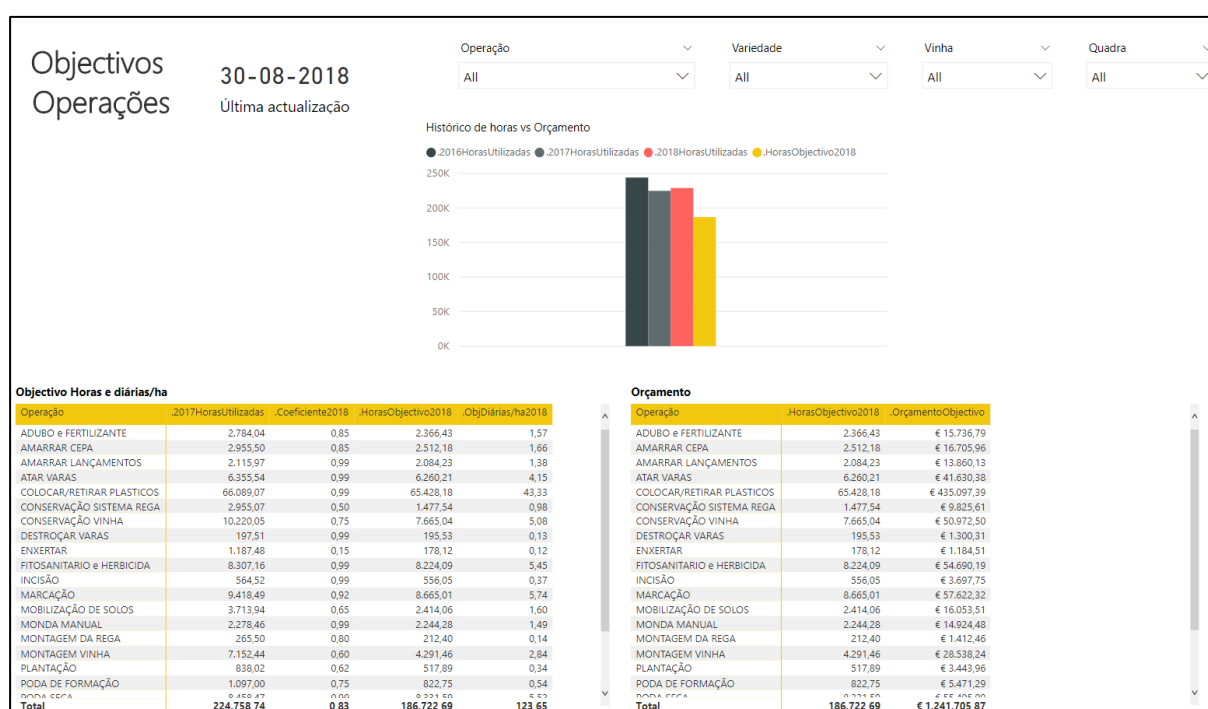 Objectivos
Operações
30-08-2018
Última actualização
Operação
All
Variedade
All
Vinha
All
Quadra
All
Histórico de horas vs Orçamento
.2016HorasUtilizadas .2017HorasUtilizadas .2018HorasUtilizadas .HorasObjectivo2018
250K
200K
150K
100K
50K
0K
Objectivo Horas e diárias/ha
Operação .2017HorasUtilizadas .Coeficiente2018 .HorasObjectivo2018 .ObjDiárias/ha2018
ADUBO e FERTILIZANTE 2.784,04 0,85 2.366,43 1,57
AMARRAR CEPA 2.955,50 0,85 2.512,18 1,66
AMARRAR LANÇAMENTOS 2.115,97 0,99 2.084,23 1,38
ATAR VARAS 6.355,54 0,99 6.260,21 4,15
COLOCAR/RETIRAR PLASTICOS 66.089,07 0,99 65.428,18 43,33
CONSERVAÇÃO SISTEMA REGA 2.955,07 0,50 1.477,54 0,98
CONSERVAÇÃO VINHA 10.220,05 0,75 7.665,04 5,08
DESTROÇAR VARAS 197,51 0,99 195,53 0,13
ENXERTAR 1.187,48 0,15 178,12 0,12
FITOSANITARIO e HERBICIDA 8.307,16 0,99 8.224,09 5,45
INCISÃO 564,52 0,99 556,05 0,37
MARCAÇÃO 9.418,49 0,92 8.665,01 5,74
MOBILIZAÇÃO DE SOLOS 3.713,94 0,65 2.414,06 1,60
MONDA MANUAL 2.278,46 0,99 2.244,28 1,49
MONTAGEM DA REGA 265,50 0,80 212,40 0,14
MONTAGEM VINHA 7.152,44 0,60 4.291,46 2,84
PLANTAÇÃO 838,02 0,62 517,89 0,34
PODA DE FORMAÇÃO 1.097,00 0,75 822,75 0,54
PODA SECA 8.458,47 0,99 8.331,59 5,52
Total 224.758,74 0,83 186.722,69 123,65
Orçamento
Operação .HorasObjectivo2018 .OrçamentoObjectivo
ADUBO e FERTILIZANTE 2.366,43 € 15.736,79
AMARRAR CEPA 2.512,18 € 16.705,96
AMARRAR LANÇAMENTOS 2.084,23 € 13.860,13
ATAR VARAS 6.260,21 € 41.630,38
COLOCAR/RETIRAR PLASTICOS 65.428,18 € 435.097,39
CONSERVAÇÃO SISTEMA REGA 1.477,54 € 9.825,61
CONSERVAÇÃO VINHA 7.665,04 € 50.972,50
DESTROÇAR VARAS 195,53 € 1.300,31
ENXERTAR 178,12 € 1.184,51
FITOSANITARIO e HERBICIDA 8.224,09 € 54.690,19
INCISÃO 556,05 € 3.697,75
MARCAÇÃO 8.665,01 € 57.622,32
MOBILIZAÇÃO DE SOLOS 2.414,06 € 16.053,51
MONDA MANUAL 2.244,28 € 14.924,48
MONTAGEM DA REGA 212,40 € 1.412,46
MONTAGEM VINHA 4.291,46 € 28.538,24
PLANTAÇÃO 517,89 € 3.443,96
PODA DE FORMAÇÃO 822,75 € 5.471,29
PODA SECA 8.331,59
Total 186.722,69 € 1.241.705,87